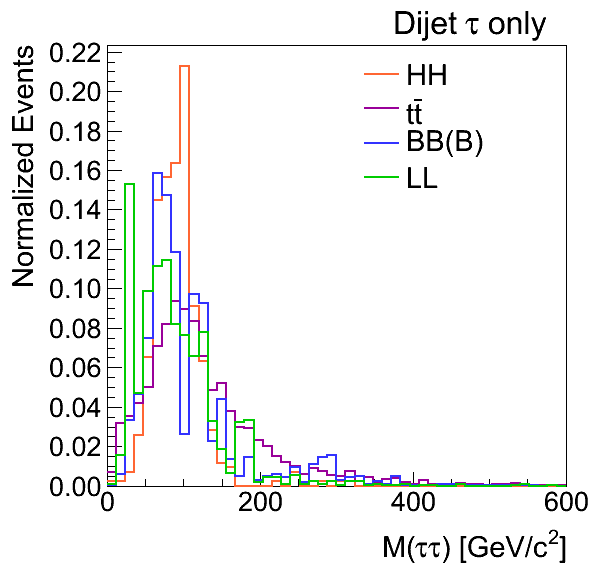 Dijet τ only
Normalized Events
0.22
0.20
0.18
0.16
0.14
0.12
0.10
0.08
0.06
0.04
0.02
0.00
HH
tt̄
BB(B)
LL
0 200 400 600
M(ττ) [GeV/c²]